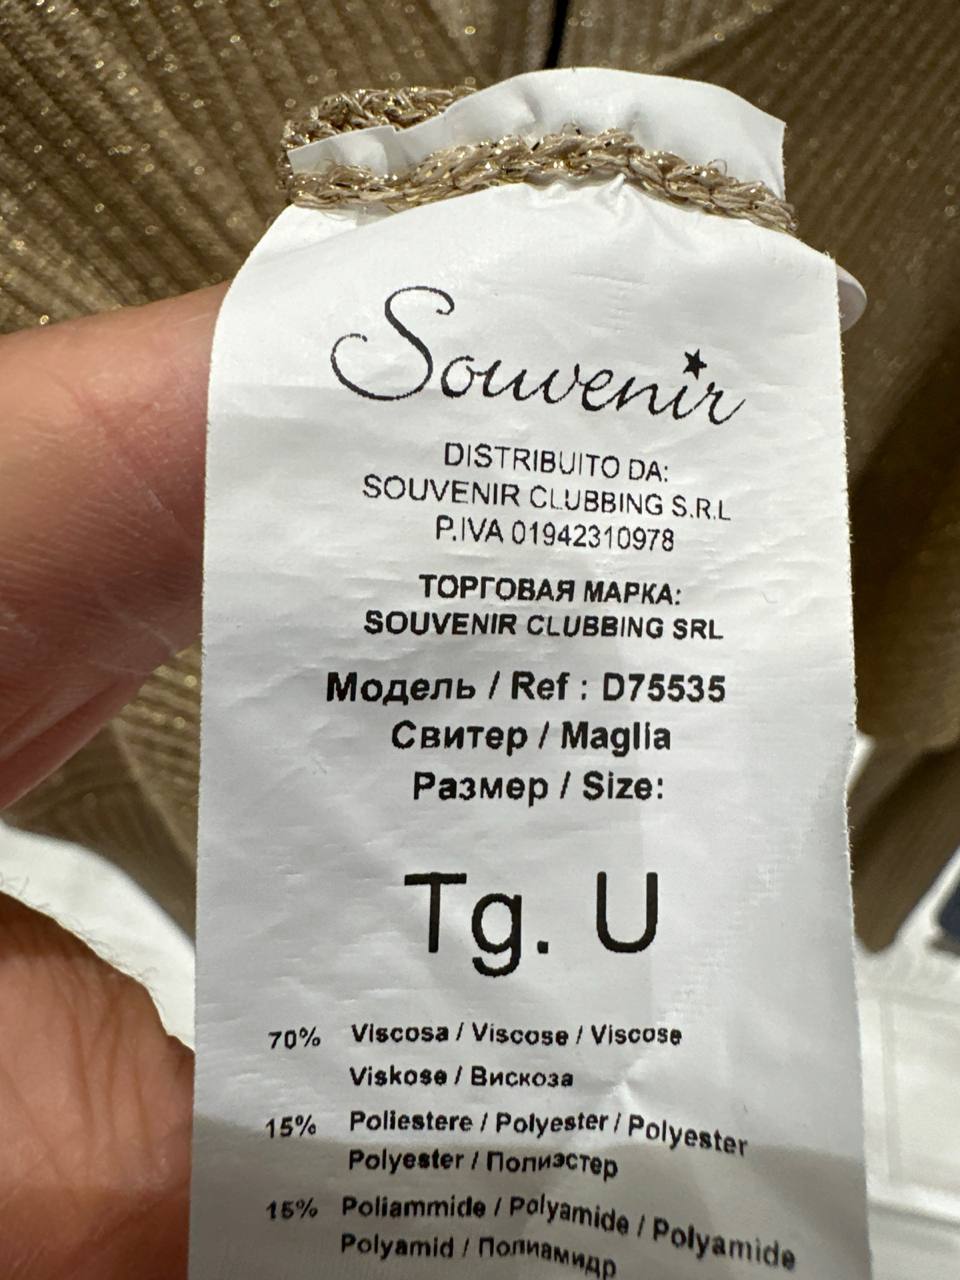 Souvenir
DISTRIBUITO DA:
SOUVENIR CLUBBING S.R.L
P.IVA 01942310978
ТОРГОВАЯ МАРКА:
SOUVENIR CLUBBING SRL
Модель / Ref : D75535
Свитер / Maglia
Размер / Size:
Tg. U
70% Viscosa / Viscose / Viscose
Viskose / Вискоза
15% Poliestere / Polyester / Polyester
Polyester / Полиэстер
15% Poliammide / Polyamide / Polyamide
Polyamid / Полиамидр